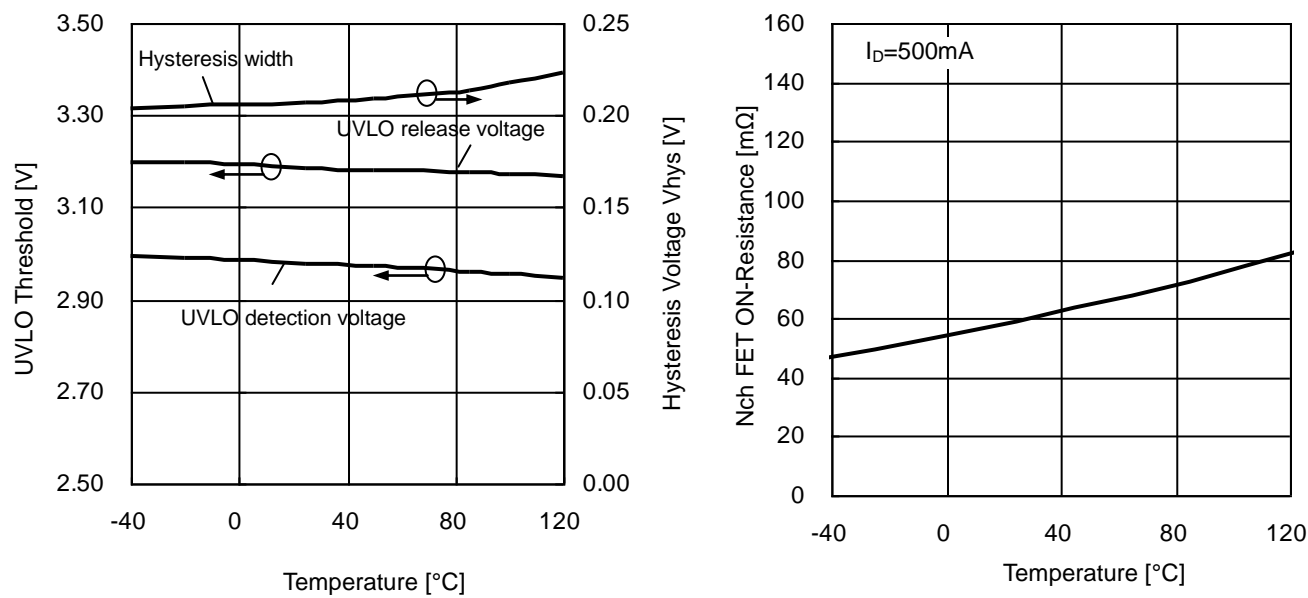 3.50
3.30
3.10
2.90
2.70
2.50
UVLO Threshold [V]
0.25
0.20
0.15
0.10
0.05
0.00
Hysteresis Voltage Vhys [V]
Hysteresis width
UVLO release voltage
UVLO detection voltage
-40 0 40 80 120
Temperature [°C]
160
140
120
100
80
60
40
20
0
Nch FET ON-Resistance [mΩ]
I_D=500mA
-40 0 40 80 120
Temperature [°C]